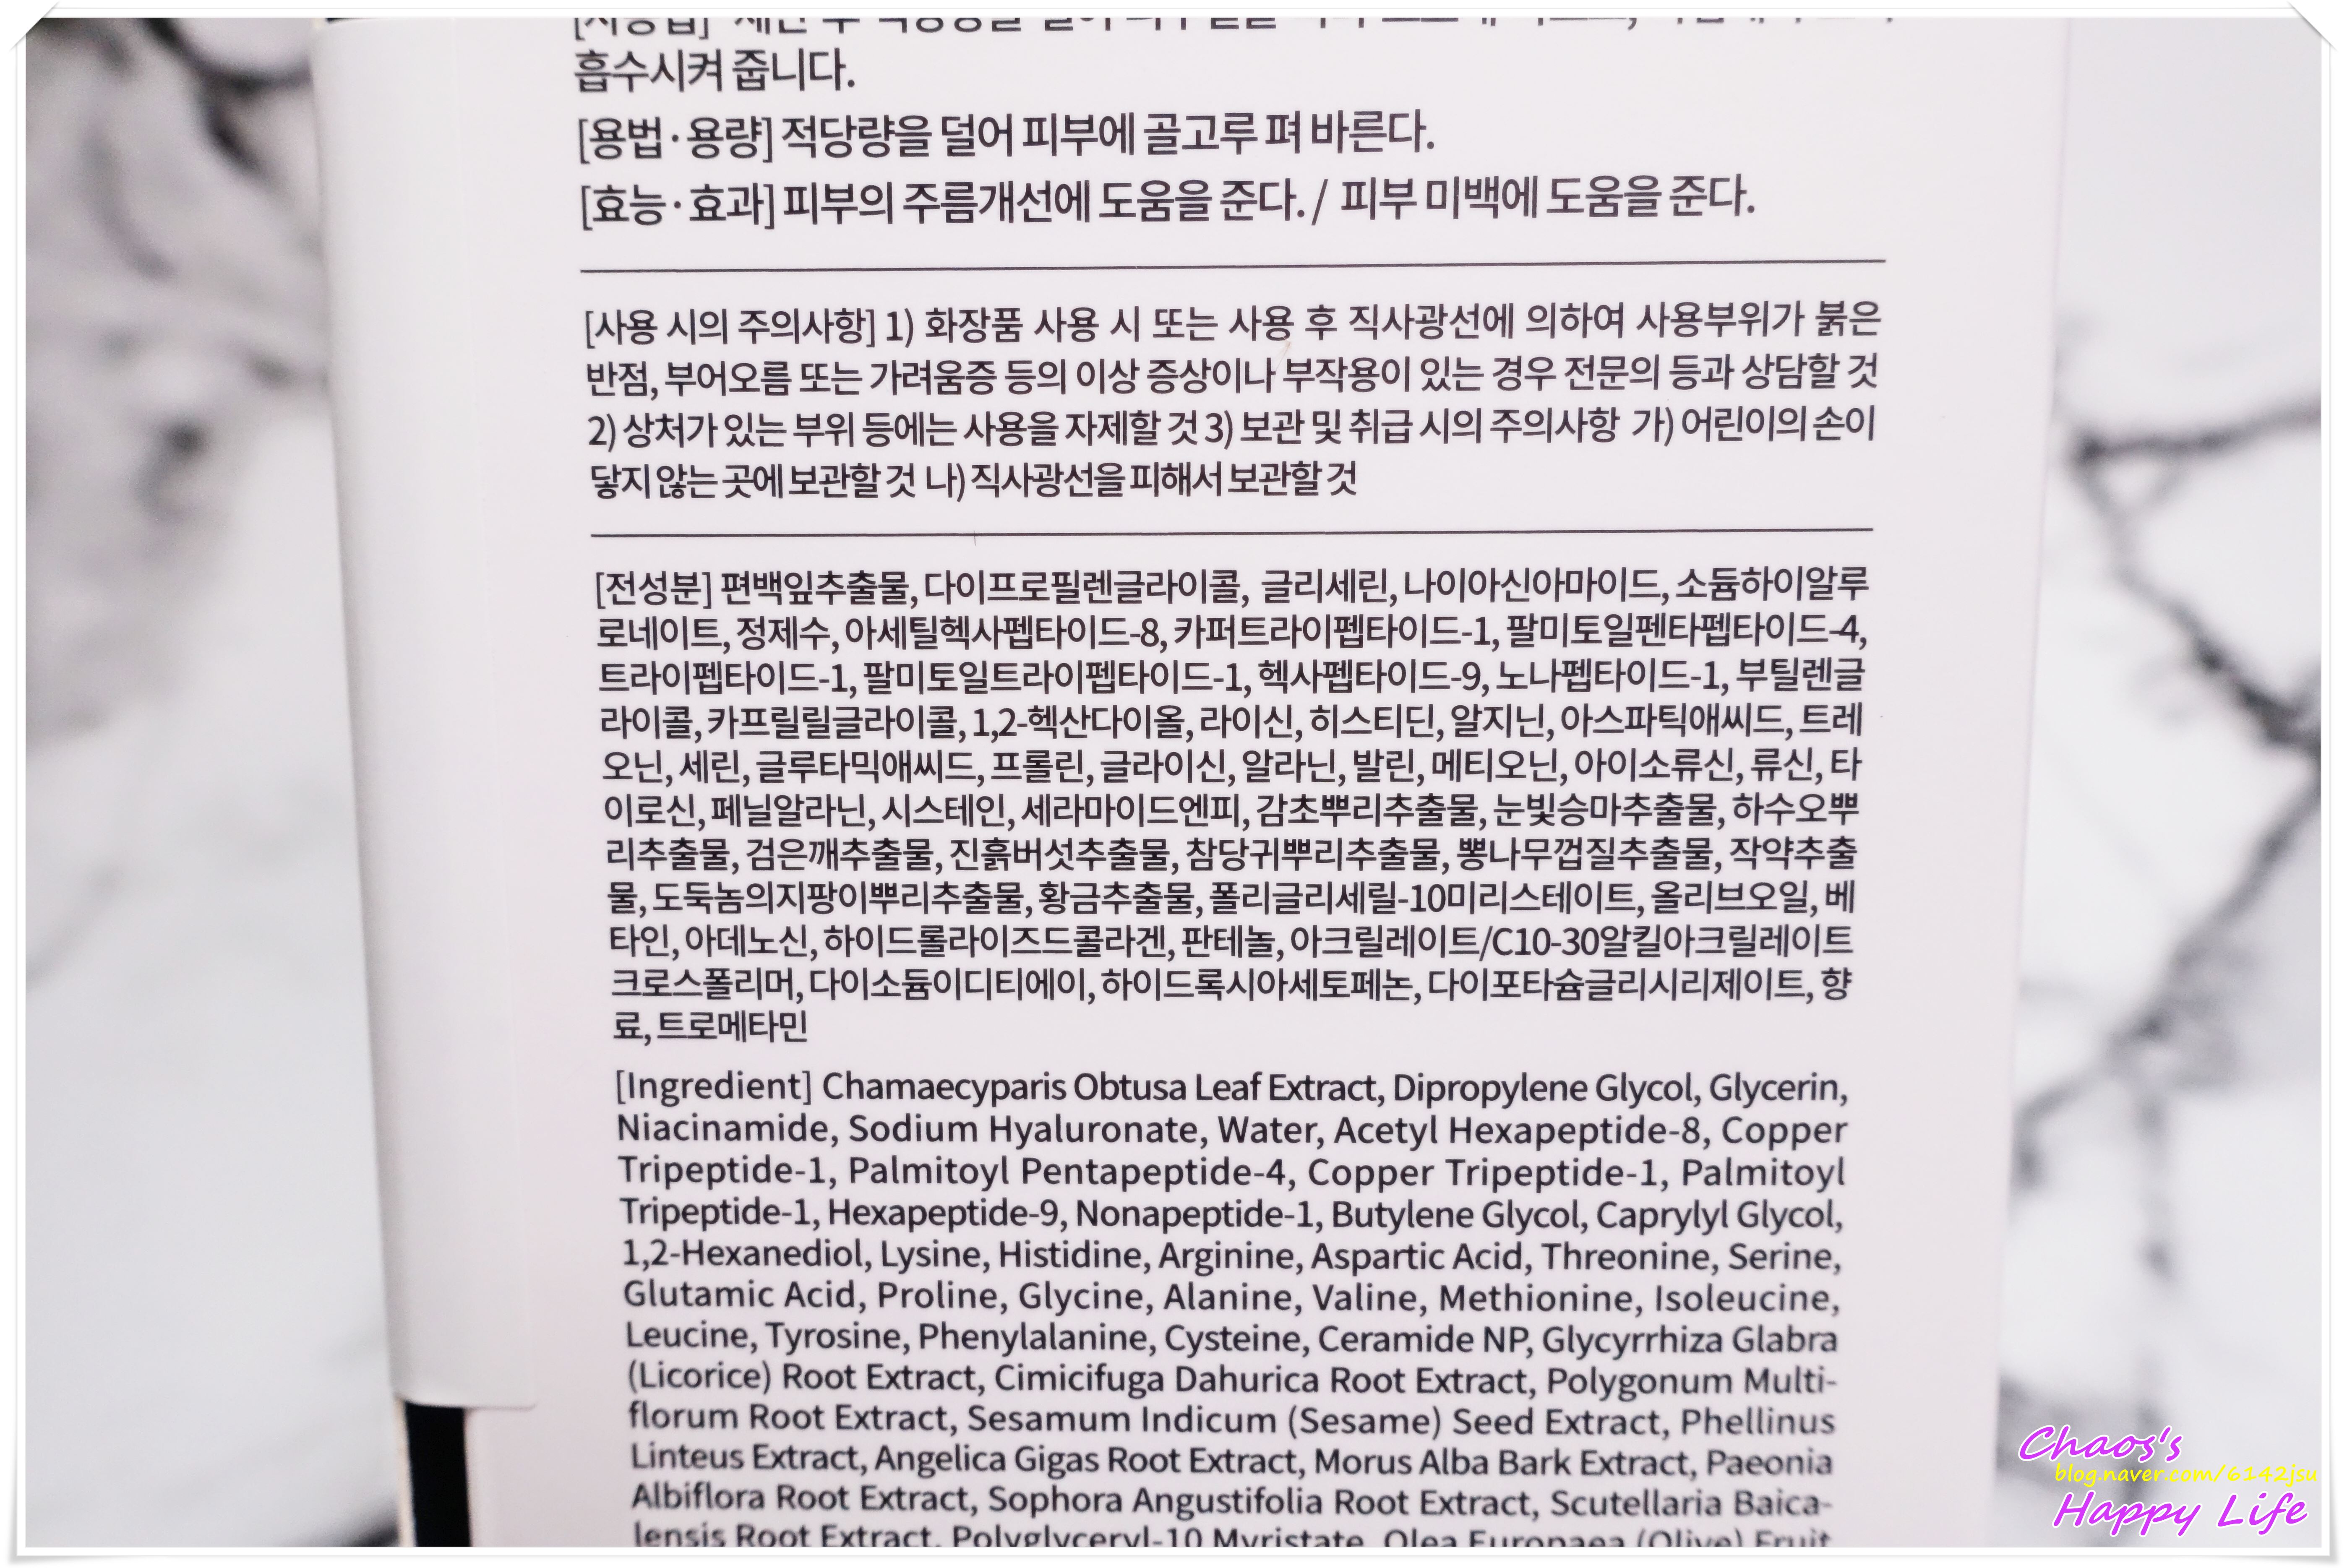 흡수시켜 줍니다.
[용법·용량] 적당량을 덜어 피부에 골고루 펴 바른다.
[효능·효과] 피부의 주름개선에 도움을 준다. / 피부 미백에 도움을 준다.
[사용 시의 주의사항] 1) 화장품 사용 시 또는 사용 후 직사광선에 의하여 사용부위가 붉은
반점, 부어오름 또는 가려움증 등의 이상 증상이나 부작용이 있는 경우 전문의 등과 상담할 것
2) 상처가 있는 부위 등에는 사용을 자제할 것 3) 보관 및 취급 시의 주의사항 가) 어린이의 손이
닿지 않는 곳에 보관할 것 나) 직사광선을 피해서 보관할 것
[전성분] 편백잎추출물, 다이프로필렌글라이콜, 글리세린, 나이아신아마이드, 소듐하이알루
로네이트, 정제수, 아세틸헥사펩타이드-8, 카퍼트라이펩타이드-1, 팔미토일펜타펩타이드-4,
트라이펩타이드-1, 팔미토일트라이펩타이드-1, 헥사펩타이드-9, 노나펩타이드-1, 부틸렌글
라이콜, 카프릴릴글라이콜, 1,2-헥산다이올, 라이신, 히스티딘, 알지닌, 아스파틱애씨드, 트레
오닌, 세린, 글루타믹애씨드, 프롤린, 글라이신, 알라닌, 발린, 메티오닌, 아이소류신, 류신, 타
이로신, 페닐알라닌, 시스테인, 세라마이드엔피, 감초뿌리추출물, 눈빛승마추출물, 하수오뿌
리추출물, 검은깨추출물, 진흙버섯추출물, 참당귀뿌리추출물, 뽕나무껍질추출물, 작약추출
물, 도둑놈의지팡이뿌리추출물, 황금추출물, 폴리글리세릴-10미리스테이트, 올리브오일, 베
타인, 아데노신, 하이드롤라이즈드콜라겐, 판테놀, 아크릴레이트/C10-30알킬아크릴레이트
크로스폴리머, 다이소듐이디티에이, 하이드록시아세토페논, 다이포타슘글리시리제이트, 향
료, 트로메타민
[Ingredient] Chamaecyparis Obtusa Leaf Extract, Dipropylene Glycol, Glycerin,
Niacinamide, Sodium Hyaluronate, Water, Acetyl Hexapeptide-8, Copper
Tripeptide-1, Palmitoyl Pentapeptide-4, Copper Tripeptide-1, Palmitoyl
Tripeptide-1, Hexapeptide-9, Nonapeptide-1, Butylene Glycol, Caprylyl Glycol,
1,2-Hexanediol, Lysine, Histidine, Arginine, Aspartic Acid, Threonine, Serine,
Glutamic Acid, Proline, Glycine, Alanine, Valine, Methionine, Isoleucine,
Leucine, Tyrosine, Phenylalanine, Cysteine, Ceramide NP, Glycyrrhiza Glabra
(Licorice) Root Extract, Cimicifuga Dahurica Root Extract, Polygonum Multi-
florum Root Extract, Sesamum Indicum (Sesame) Seed Extract, Phellinus
Linteus Extract, Angelica Gigas Root Extract, Morus Alba Bark Extract, Paeonia
Albiflora Root Extract, Sophora Angustifolia Root Extract, Scutellaria Baica-
lensis Root Extract, Polyglyceryl-10 Myristate, Olea Europaea (Olive) Fruit
Chaos's
blog.naver.com/6142jsu
Happy Life